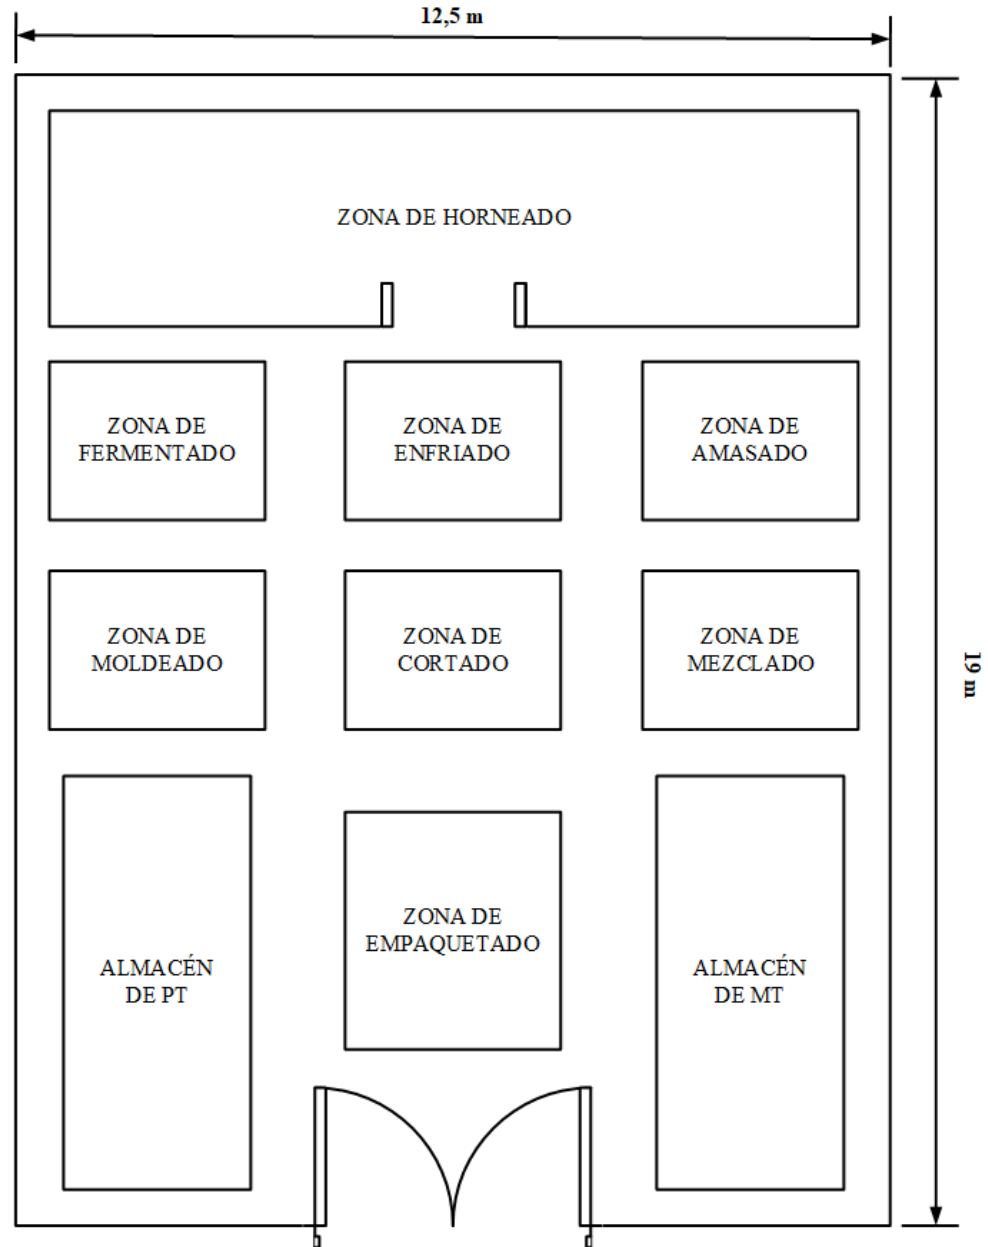 12,5 m
ZONA DE HORNEADO
ZONA DE
FERMENTADO
ZONA DE
ENFRIADO
ZONA DE
AMASADO
ZONA DE
MOLDEADO
ZONA DE
CORTADO
ZONA DE
MEZCLADO
19 m
ZONA DE
EMPAQUETADO
ALMACÉN
DE PT
ALMACÉN
DE MT